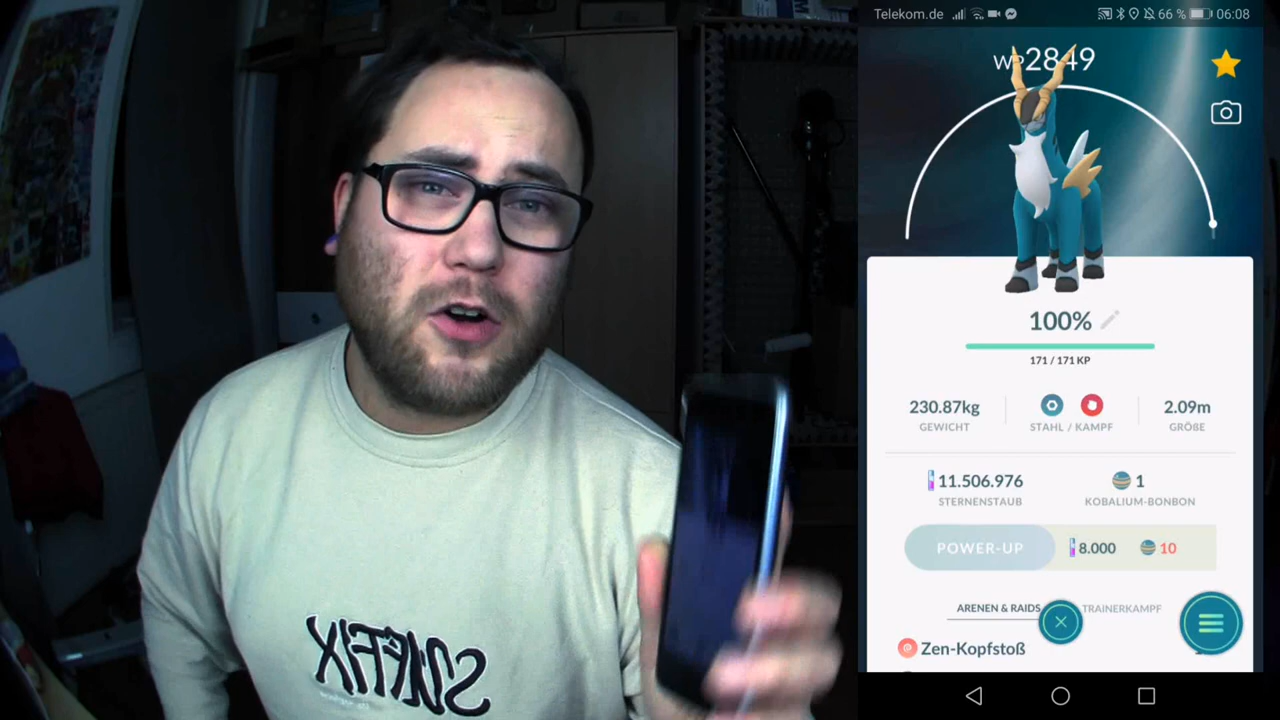 Telekom.de 66 % 06:08
WP2849
100%
171 / 171 KP
230.87kg 2.09m
GEWICHT STAHL / KAMPF GRÖßE
11.506.976 1
STERNENSTAUB KOBALIUM-BONBON
POWER-UP 8.000 10
ARENEN & RAIDS TRAINERKAMPF
Zen-Kopfstoß
SUFFIX